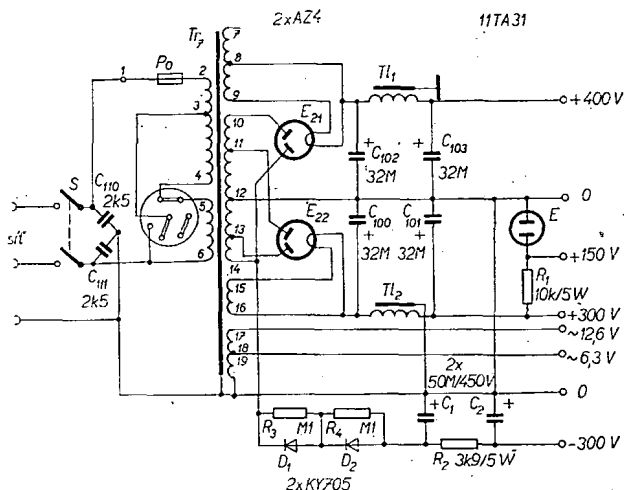 2xAZ4 11TA31
7
Tr7 8
1 Po 2 Tl1
+400 V
9
3 10 E21
11 + C102 + C103
32M 32M
4
S C110 12 0
2k5 5 E22 C100 C101 E
síť 13 + +
6 32M 32M +150 V
C111 14 R1
2k5 15 Tl2 10k/5W
16 +300 V
17 ~12,6 V
18 ~6,3 V
19 2x
50M/450V 0
+ C1 C2 +
R3 M1 R4 M1
-300 V
D1 D2 R2 3k9/5W
2xKY705